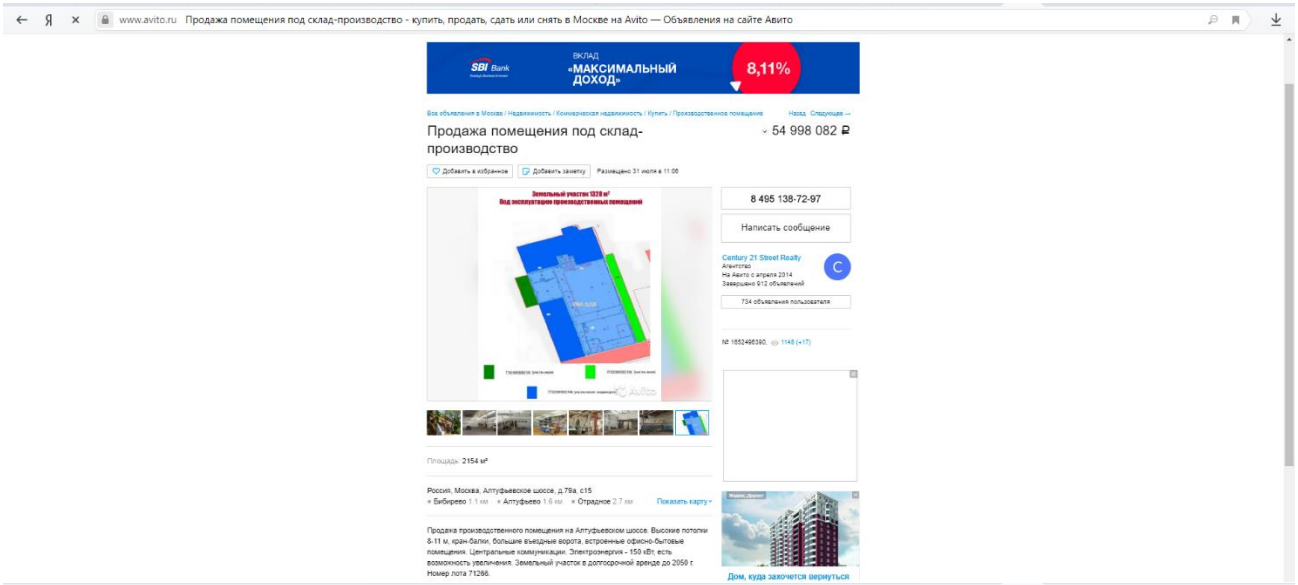 www.avito.ru Продажа помещения под склад-производство - купить, продать, сдать или снять в Москве на Avito — Объявления на сайте Авито
SBI Bank
ВКЛАД
«МАКСИМАЛЬНЫЙ
ДОХОД»
8,11%
Все объявления в Москве / Недвижимость / Коммерческая недвижимость / Купить / Производственное помещение
Назад Следующее →
Продажа помещения под склад-
производство
54 998 082 ₽
Добавить в избранное
Добавить заметку
Размещено 31 июля в 11:06
Земельный участок 1328 м²
Под эксплуатацию производственных помещений
Avito
8 495 138-72-97
Написать сообщение
Century 21 Street Realty
Агентство
На Авито с апреля 2014
Завершено 912 объявлений
C
734 объявления пользователя
№ 1652496390, 1146 (+17)
Площадь: 2154 м²
Россия, Москва, Алтуфьевское шоссе, д.79а, с15
Бибирево 1.1 км Алтуфьево 1.6 км Отрадное 2.7 км
Показать карту
Продажа производственного помещения на Алтуфьевском шоссе. Высокие потолки
8-11 м, кран-балки, большие въездные ворота, встроенные офисно-бытовые
помещения. Центральные коммуникации. Электроэнергия - 150 кВт, есть
возможность увеличения. Земельный участок в долгосрочной аренде до 2050 г.
Номер лота 71266.
Яндекс.Директ
Дом, куда захочется вернуться